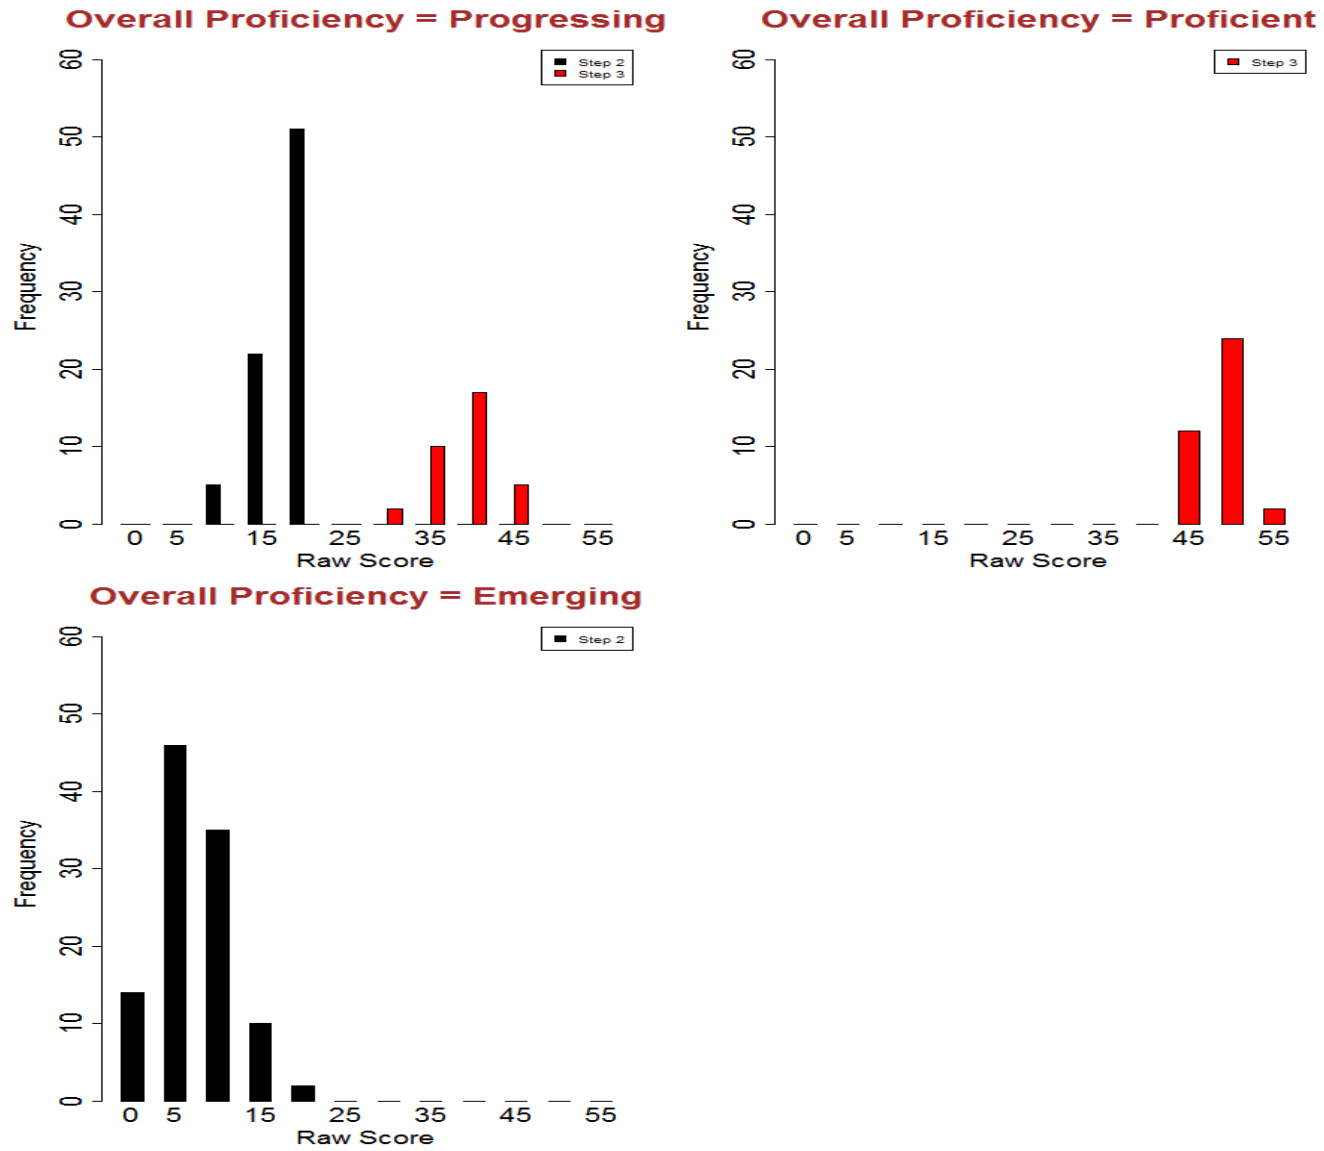 Overall Proficiency = Progressing
Step 2
Step 3
60
50
40
30
20
10
0
Frequency
0 5 15 25 35 45 55
Raw Score
Overall Proficiency = Proficient
Step 3
60
50
40
30
20
10
0
Frequency
0 5 15 25 35 45 55
Raw Score
Overall Proficiency = Emerging
Step 2
60
50
40
30
20
10
0
Frequency
0 5 15 25 35 45 55
Raw Score